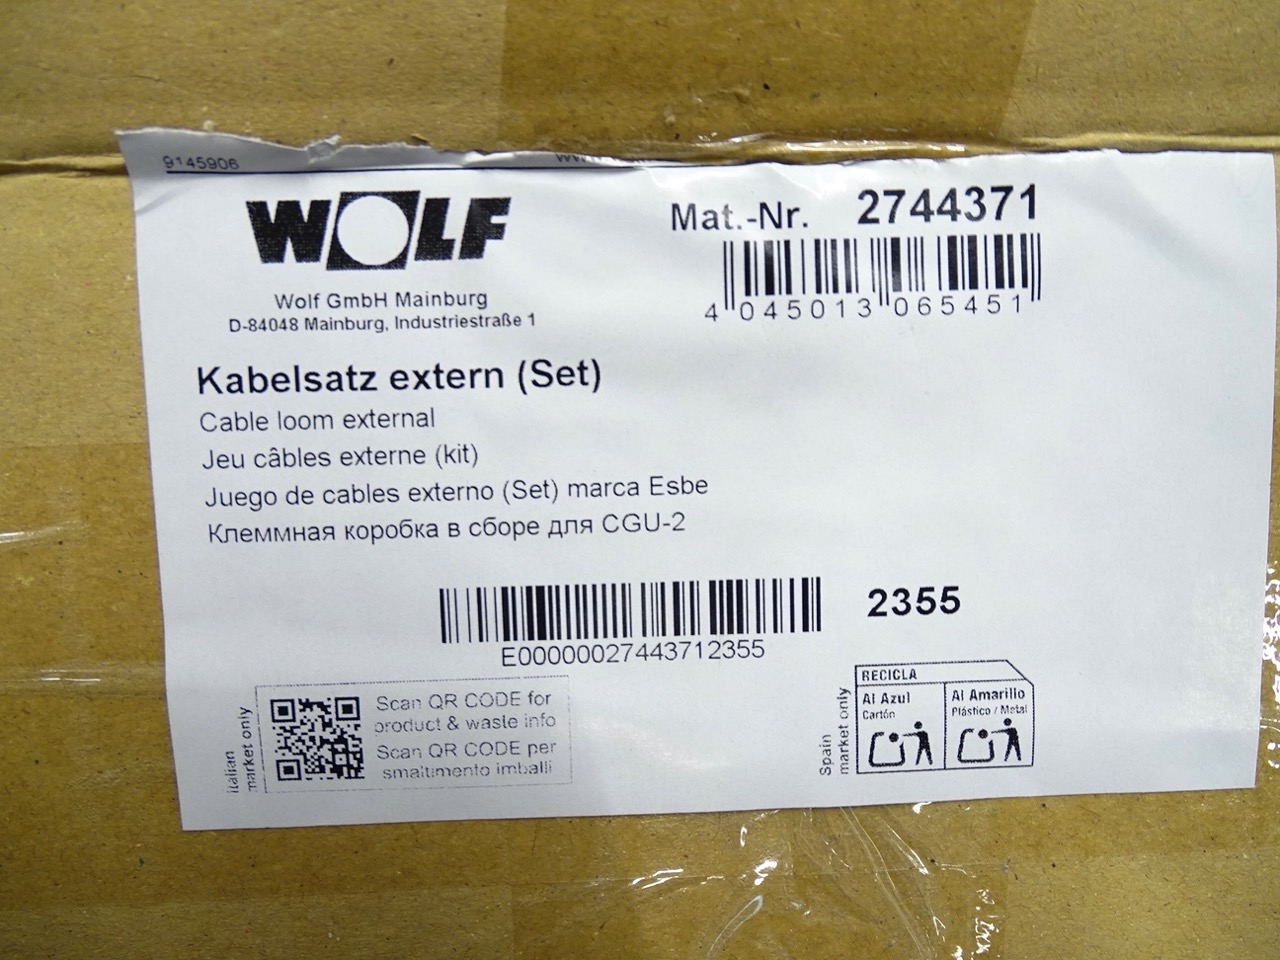 9145906
WOLF
Wolf GmbH Mainburg
D-84048 Mainburg, Industriestraße 1
Mat.-Nr. 2744371
4 045013 065451
Kabelsatz extern (Set)
Cable loom external
Jeu câbles externe (kit)
Juego de cables externo (Set) marca Esbe
Клеммная коробка в сборе для CGU-2
E00000027443712355
2355
italian
market only
Scan QR CODE for
product & waste info
Scan QR CODE per
smaltimento imballi
Spain
market only
RECICLA
Al Azul
Cartón
Al Amarillo
Plástico / Metal